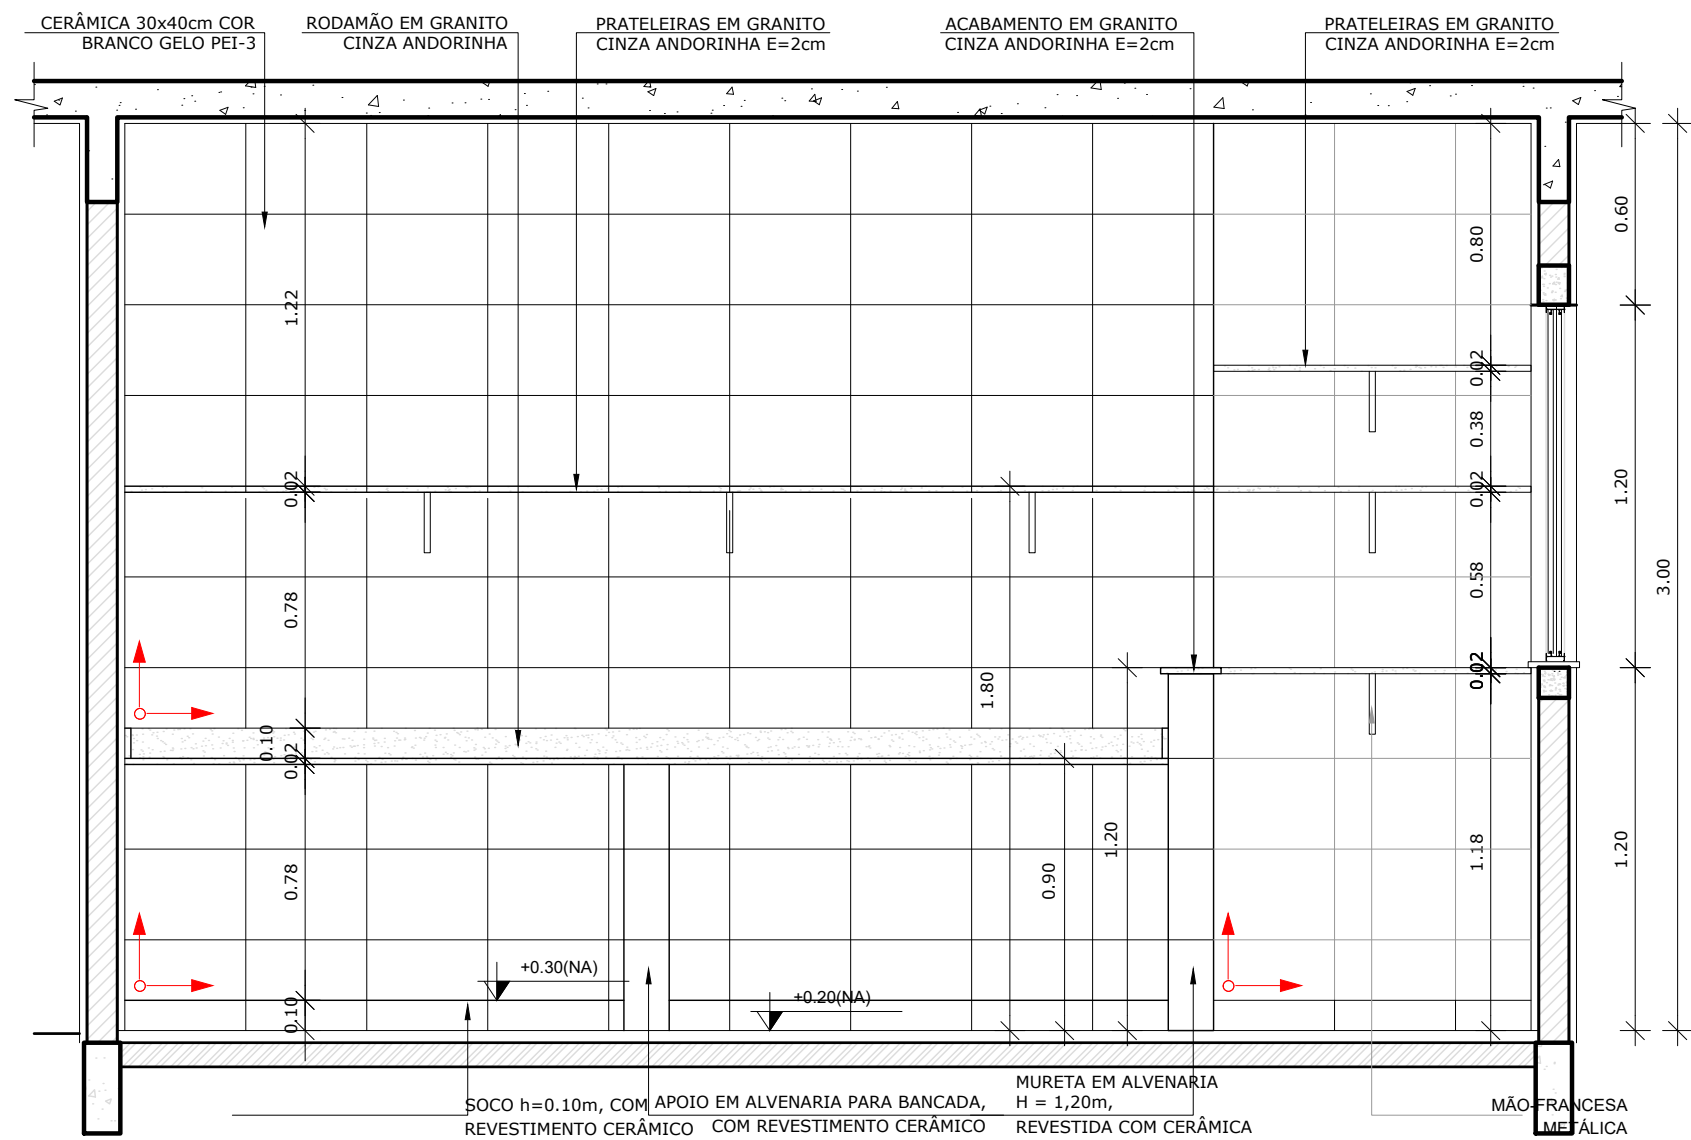 CERÂMICA 30x40cm COR
BRANCO GELO PEI-3
RODAMÃO EM GRANITO
CINZA ANDORINHA
PRATELEIRAS EM GRANITO
CINZA ANDORINHA E=2cm
ACABAMENTO EM GRANITO
CINZA ANDORINHA E=2cm
PRATELEIRAS EM GRANITO
CINZA ANDORINHA E=2cm
0.60
0.80
1.22
0.02
0.38
0.02
0.02
1.20
0.58
3.00
0.78
0.02
1.80
0.10
0.02
1.20
1.18
1.20
0.90
0.78
+0.30(NA)
+0.20(NA)
0.10
MURETA EM ALVENARIA
H = 1,20m,
REVESTIDA COM CERÂMICA
SOCO h=0.10m, COM
REVESTIMENTO CERÂMICO
APOIO EM ALVENARIA PARA BANCADA,
COM REVESTIMENTO CERÂMICO
MÃO-FRANCESA
METÁLICA